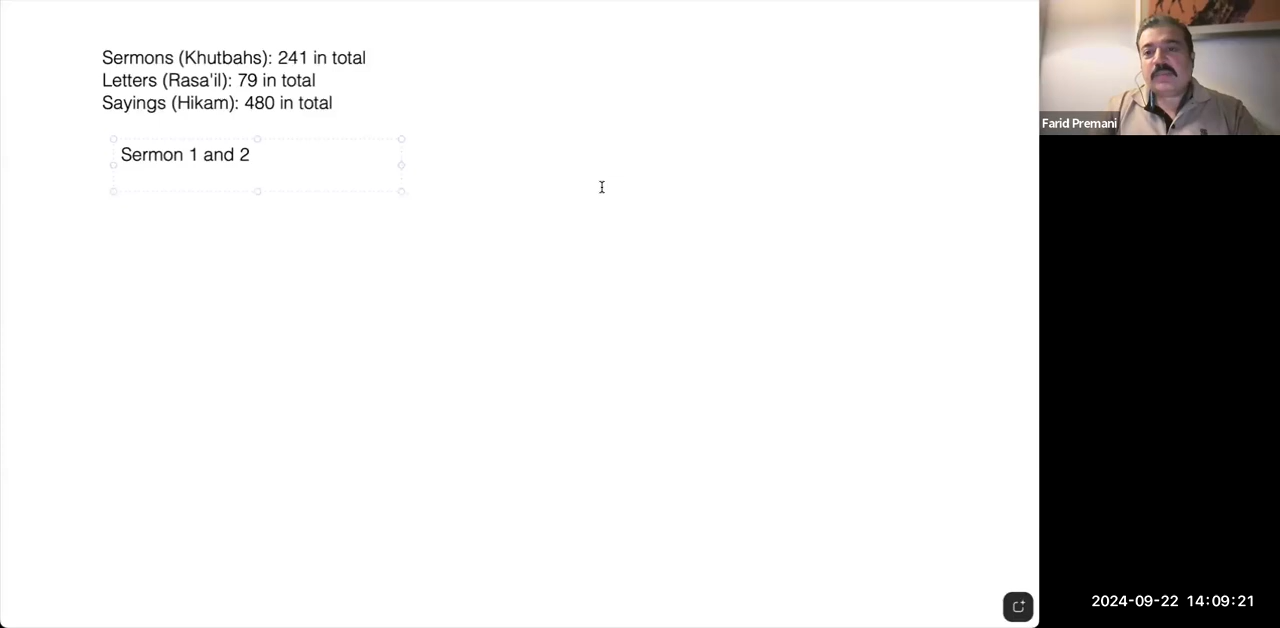 Sermons (Khutbahs): 241 in total
Letters (Rasa'il): 79 in total
Sayings (Hikam): 480 in total
Sermon 1 and 2
Farid Premani
2024-09-22 14:09:21